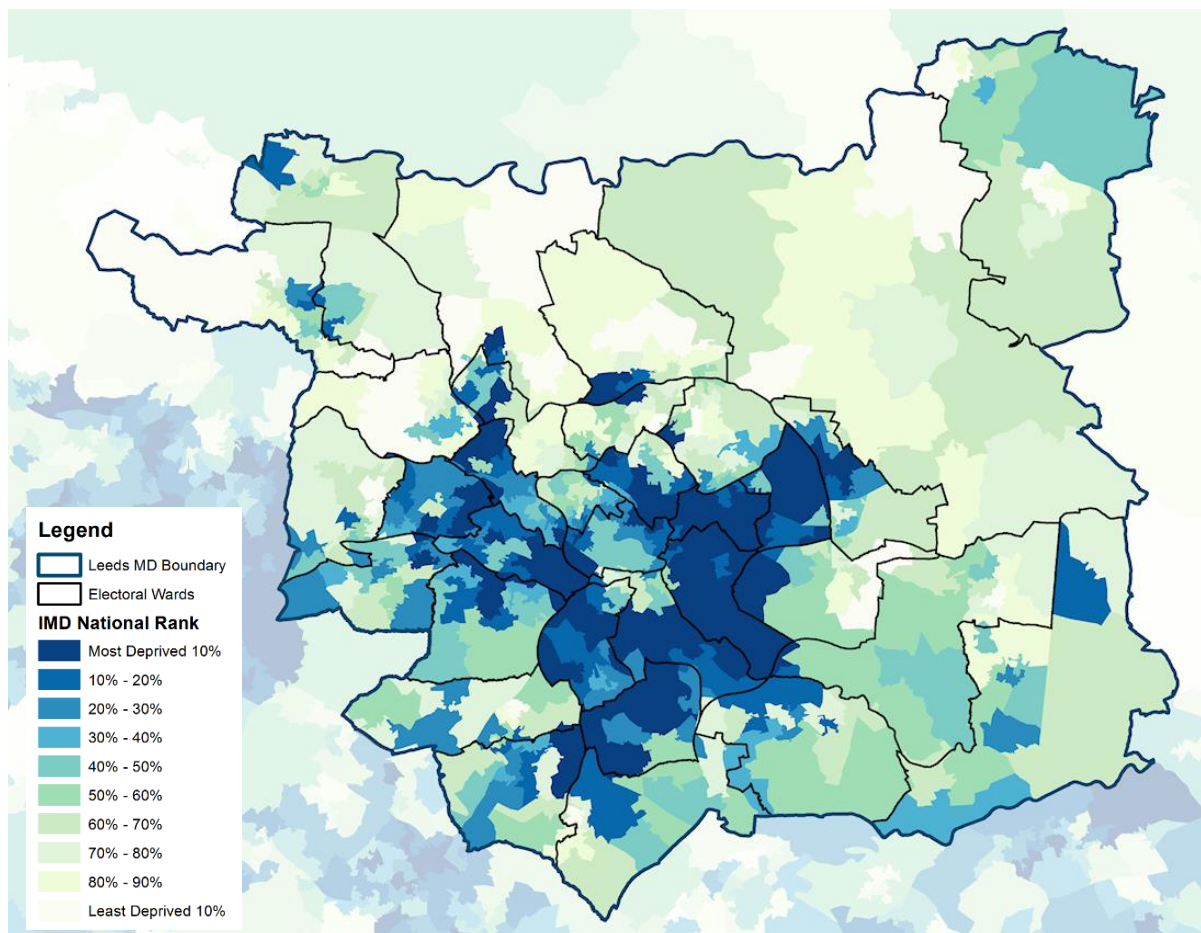 Legend
Leeds MD Boundary
Electoral Wards
IMD National Rank
Most Deprived 10%
10% - 20%
20% - 30%
30% - 40%
40% - 50%
50% - 60%
60% - 70%
70% - 80%
80% - 90%
Least Deprived 10%